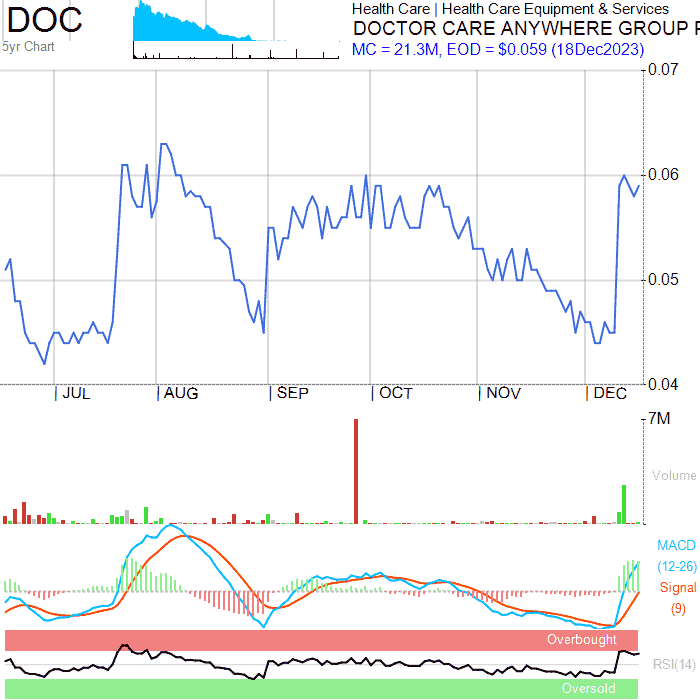 DOC
5yr Chart
Health Care | Health Care Equipment & Services
DOCTOR CARE ANYWHERE GROUP P
MC = 21.3M, EOD = $0.059 (18Dec2023)
0.07
0.06
0.05
0.04
JUL
AUG
SEP
OCT
NOV
DEC
7M
Volume
MACD
(12-26)
Signal
(9)
Overbought
RSI(14)
Oversold